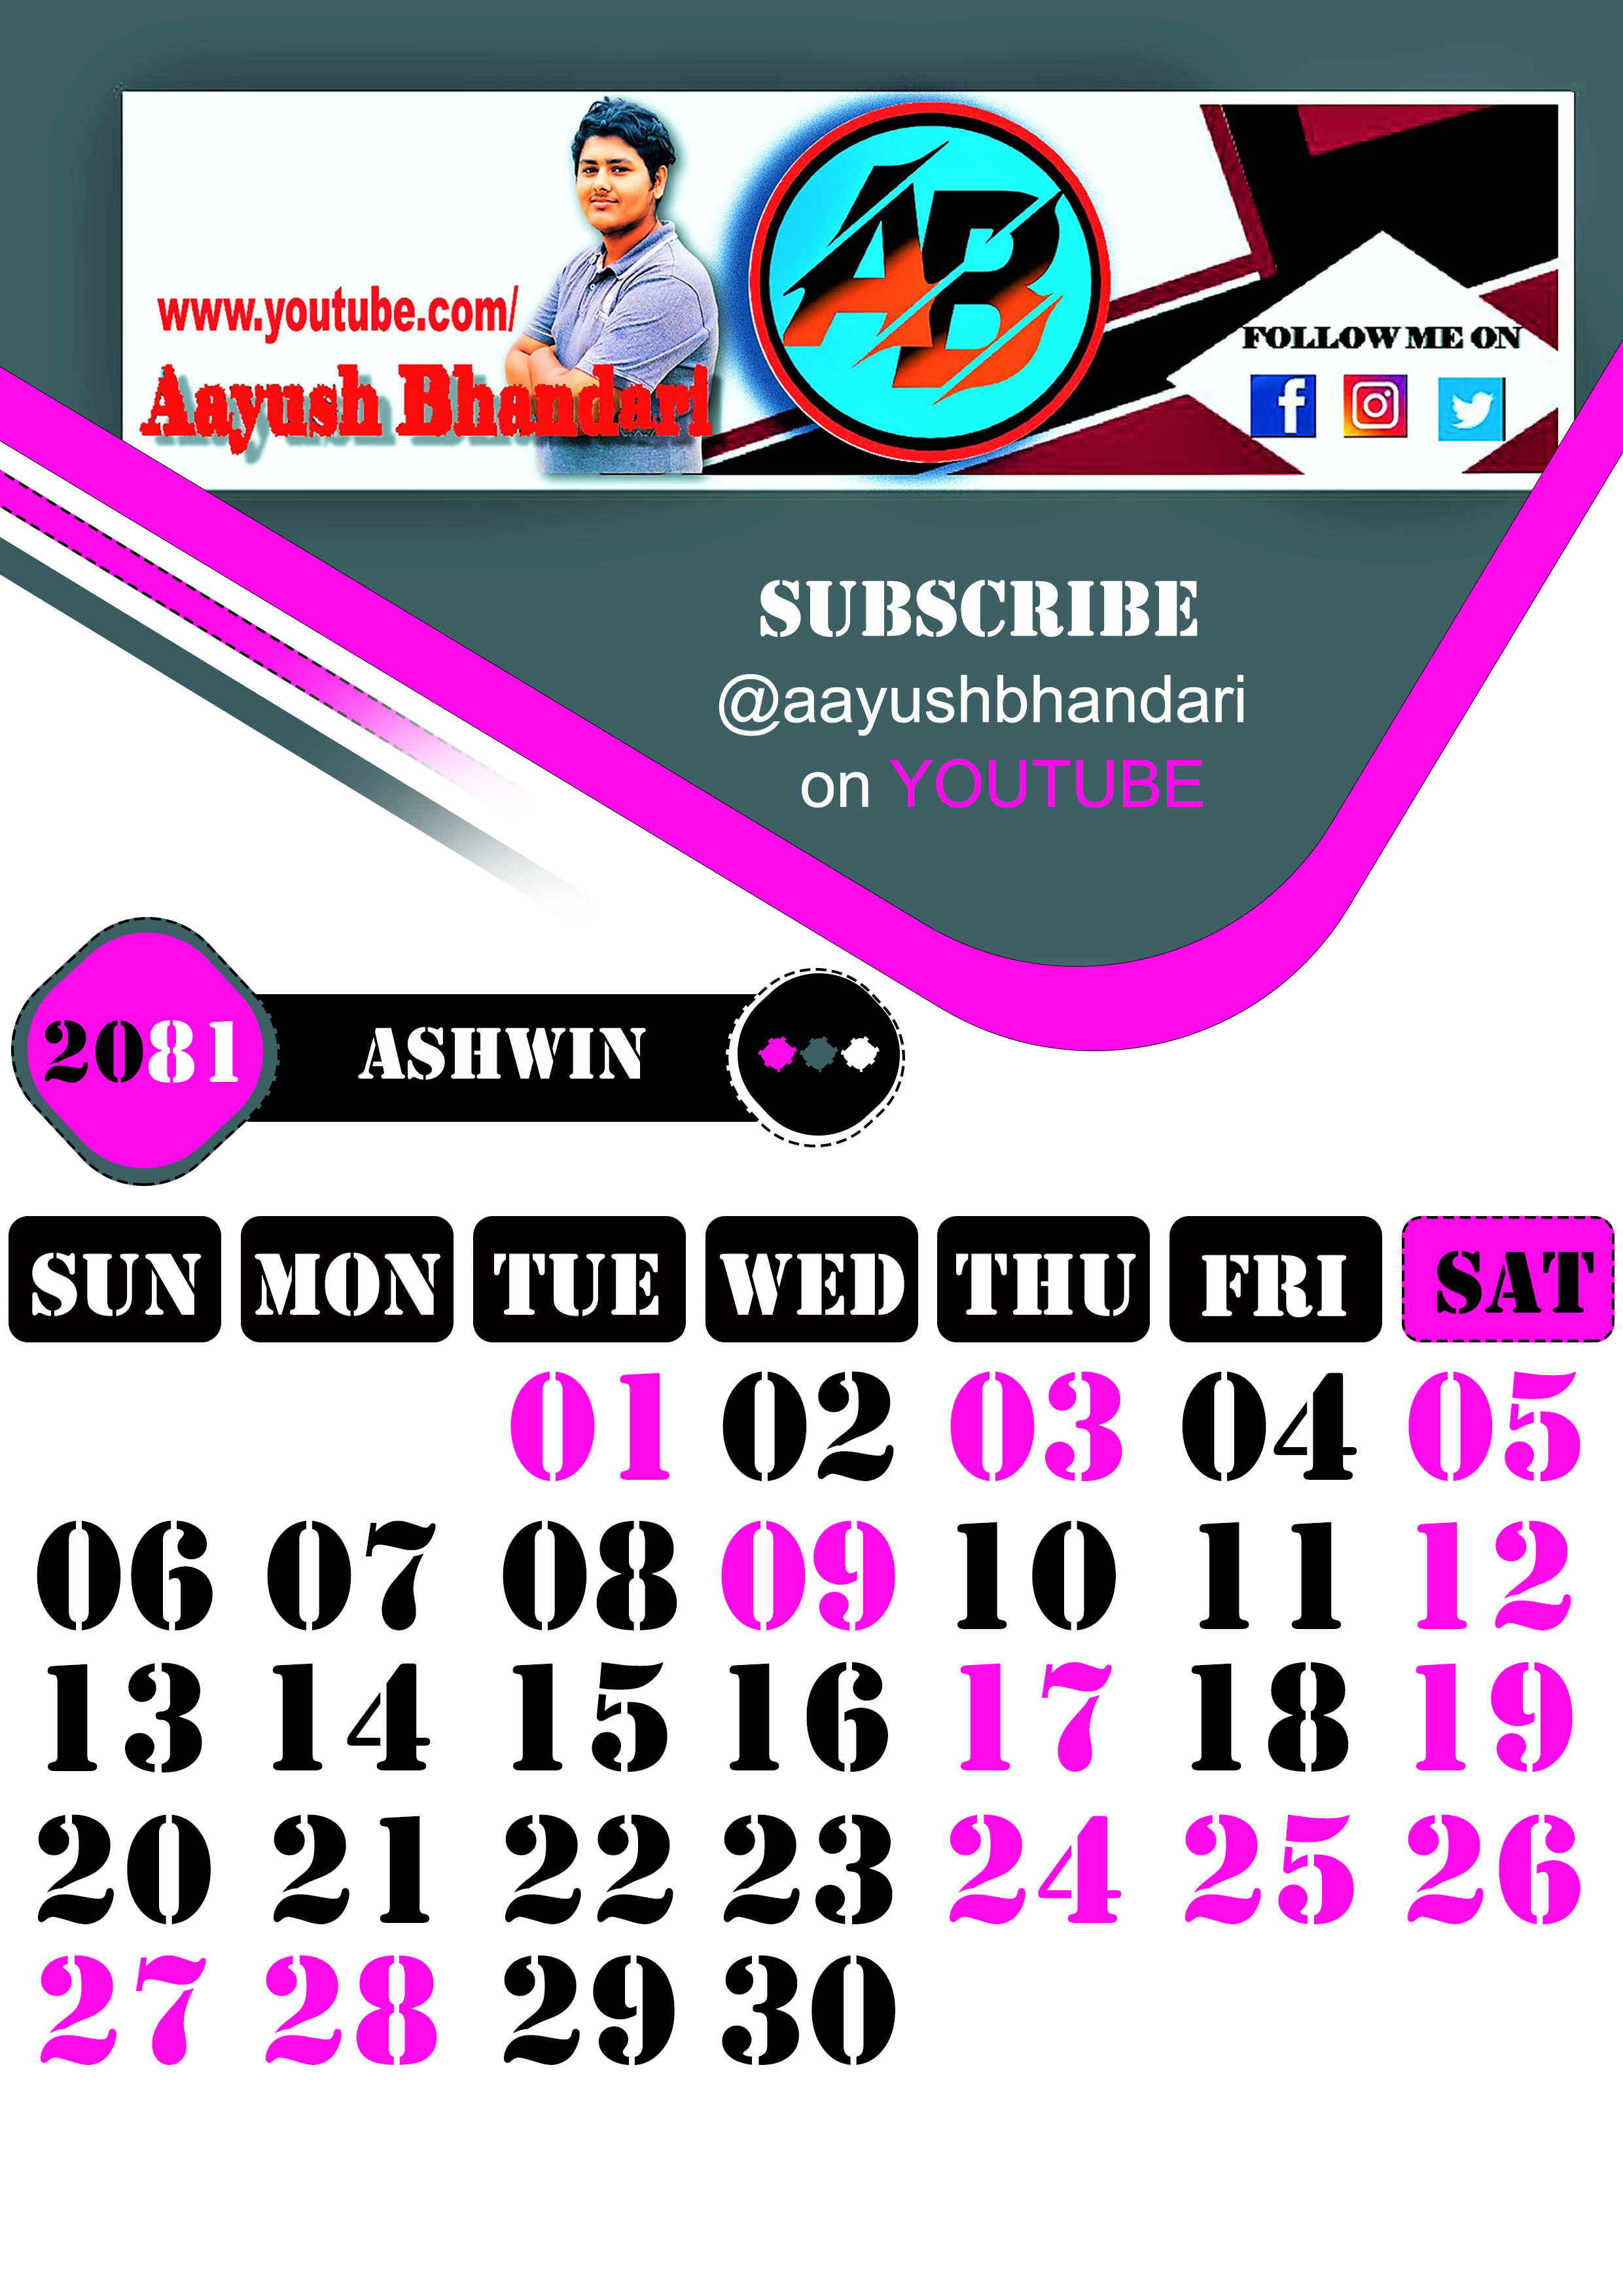 www.youtube.com/
Aayush Bhandari
AB
FOLLOW ME ON
SUBSCRIBE
@aayushbhandari
on YOUTUBE
2081 ASHWIN
SUN MON TUE WED THU FRI SAT
01 02 03 04 05
06 07 08 09 10 11 12
13 14 15 16 17 18 19
20 21 22 23 24 25 26
27 28 29 30